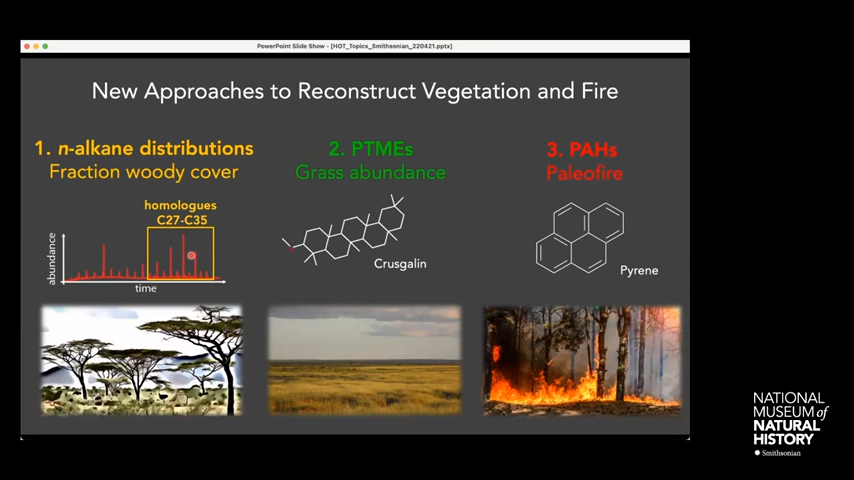 PowerPoint Slide Show - [HOT_Topics_Smithsonian_220421.pptx]
New Approaches to Reconstruct Vegetation and Fire
1. n-alkane distributions
Fraction woody cover
homologues
C27-C35
abundance
time
2. PTMEs
Grass abundance
Crusgalin
3. PAHs
Paleofire
Pyrene
NATIONAL
MUSEUM of
NATURAL
HISTORY
Smithsonian